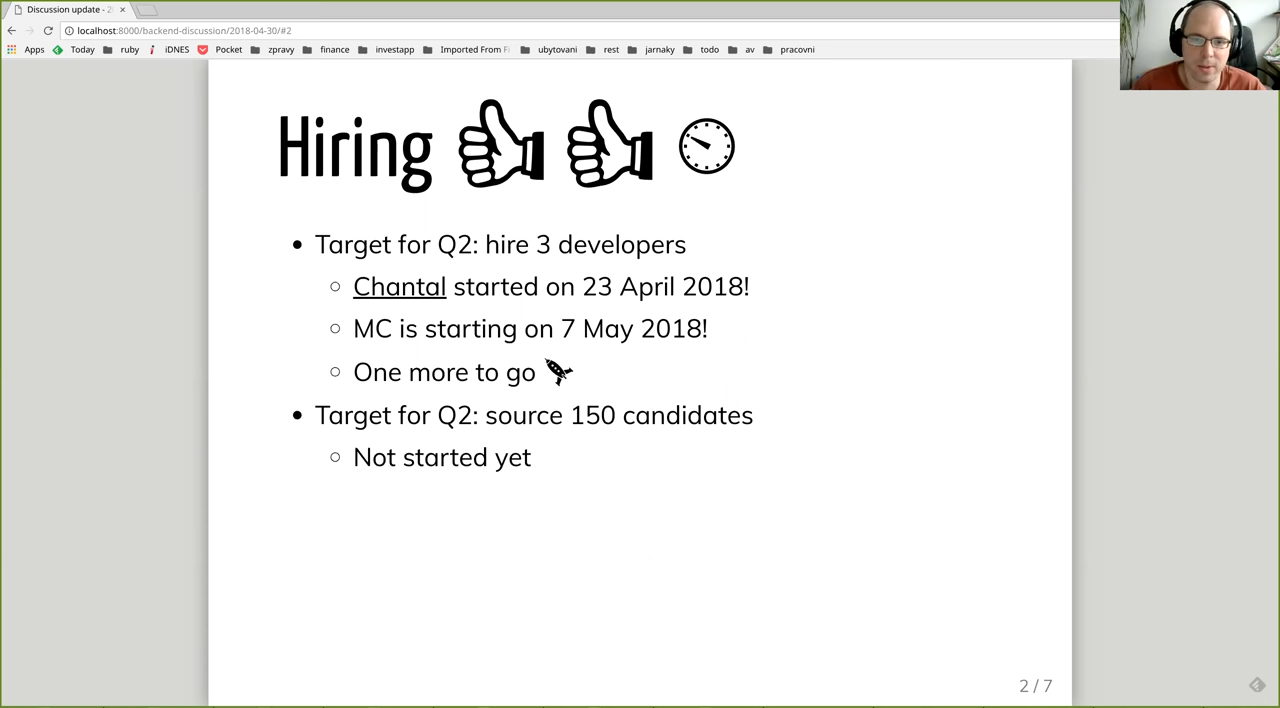 Discussion update - 2
localhost:8000/backend-discussion/2018-04-30/#2
Apps Today ruby iDNES Pocket zpravy finance investapp Imported From Fi ubytovani rest jarnaky todo av pracovni
Hiring
• Target for Q2: hire 3 developers
○ Chantal started on 23 April 2018!
○ MC is starting on 7 May 2018!
○ One more to go
• Target for Q2: source 150 candidates
○ Not started yet
2 / 7